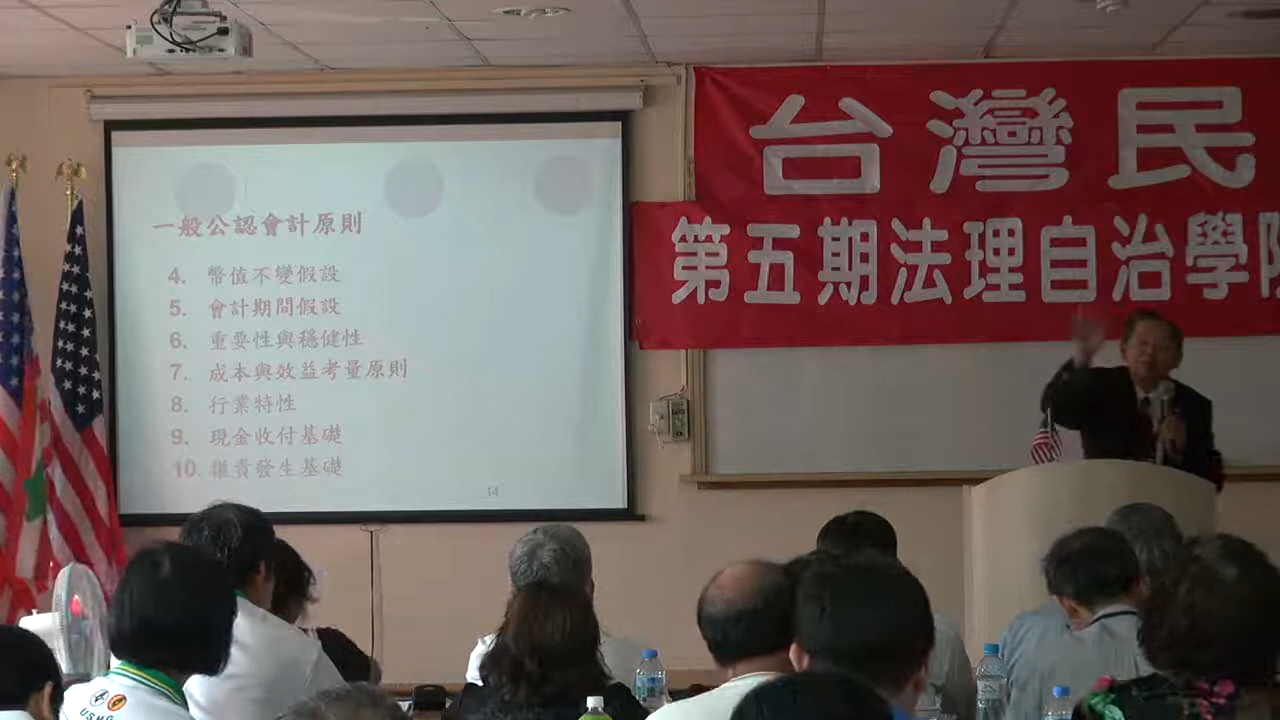 台灣民
第五期法理自治學院
一般公認會計原則
4. 幣值不變假設
5. 會計期間假設
6. 重要性與穩健性
7. 成本與效益考量原則
8. 行業特性
9. 現金收付基礎
10. 權責發生基礎
14
USMG